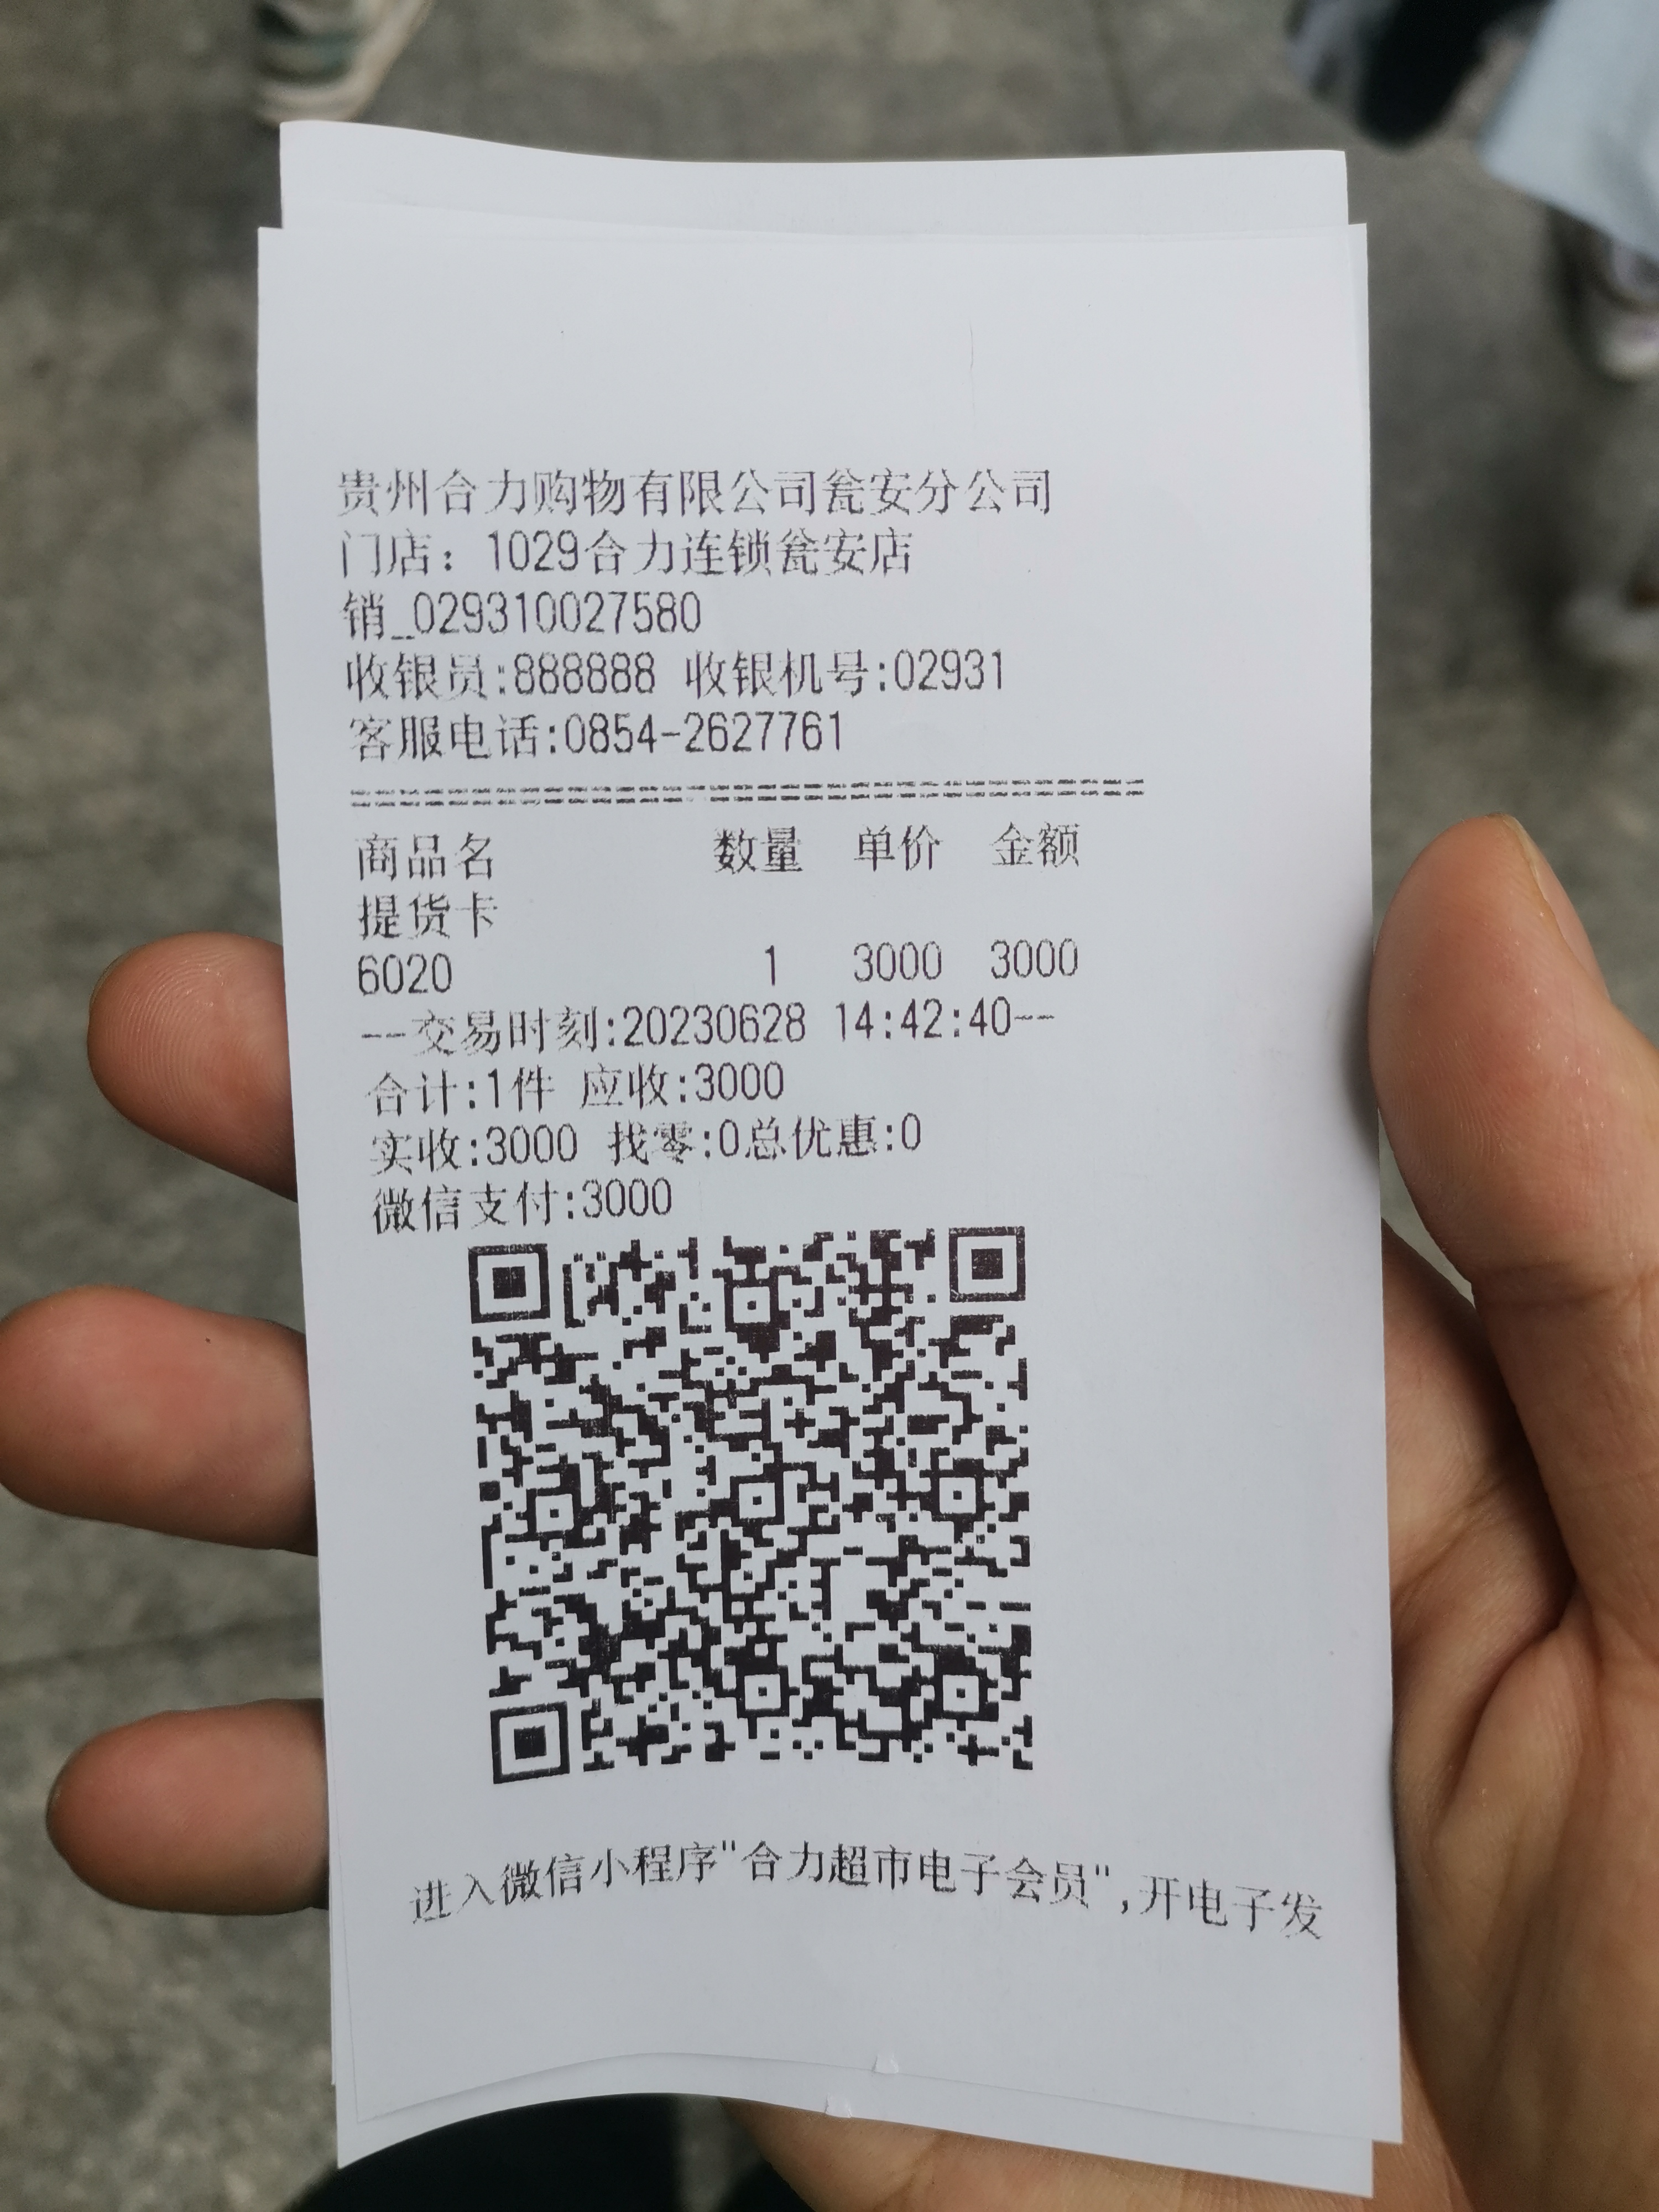 贵州合力购物有限公司瓮安分公司
门店：1029合力连锁瓮安店
销_029310027580
收银员:888888 收银机号:02931
客服电话:0854-2627761
================================
商品名 数量 单价 金额
提货卡
6020 1 3000 3000
--交易时刻:20230628 14:42:40--
合计:1件 应收:3000
实收:3000 找零:0总优惠:0
微信支付:3000
进入微信小程序"合力超市电子会员",开电子发